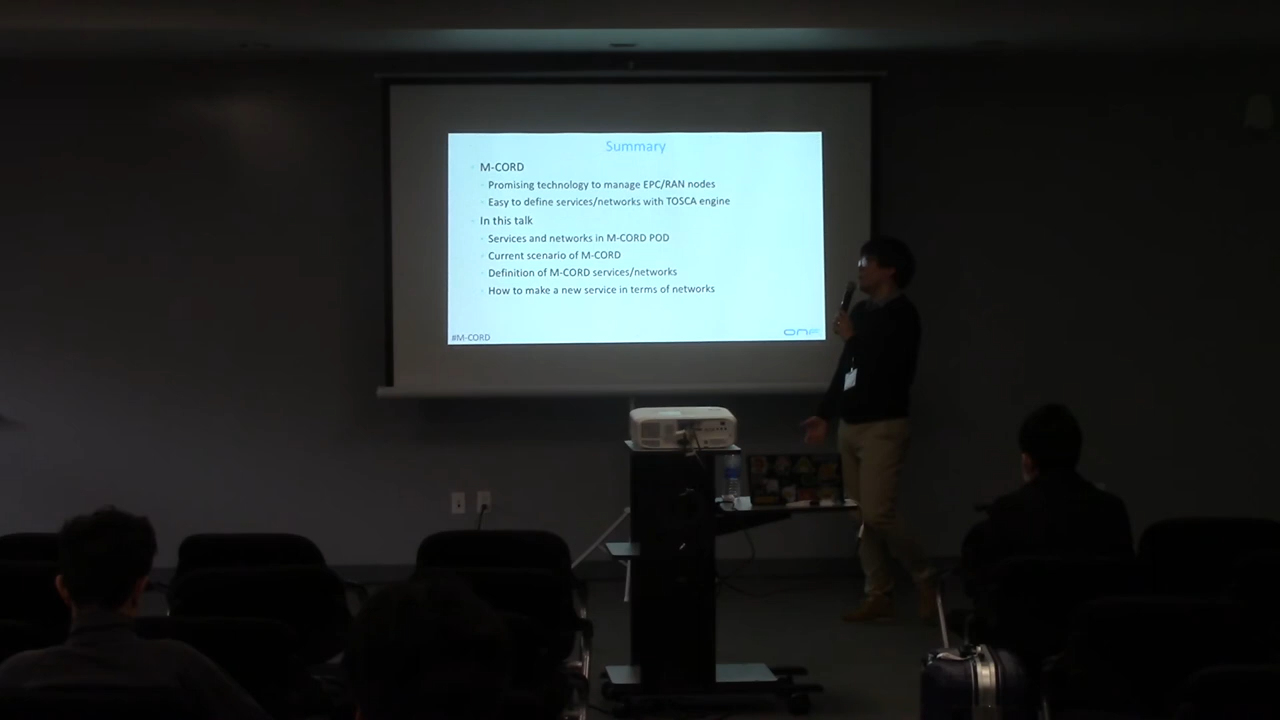 Summary
M-CORD
Promising technology to manage EPC/RAN nodes
Easy to define services/networks with TOSCA engine
In this talk
Services and networks in M-CORD POD
Current scenario of M-CORD
Definition of M-CORD services/networks
How to make a new service in terms of networks
#M-CORD
ONF